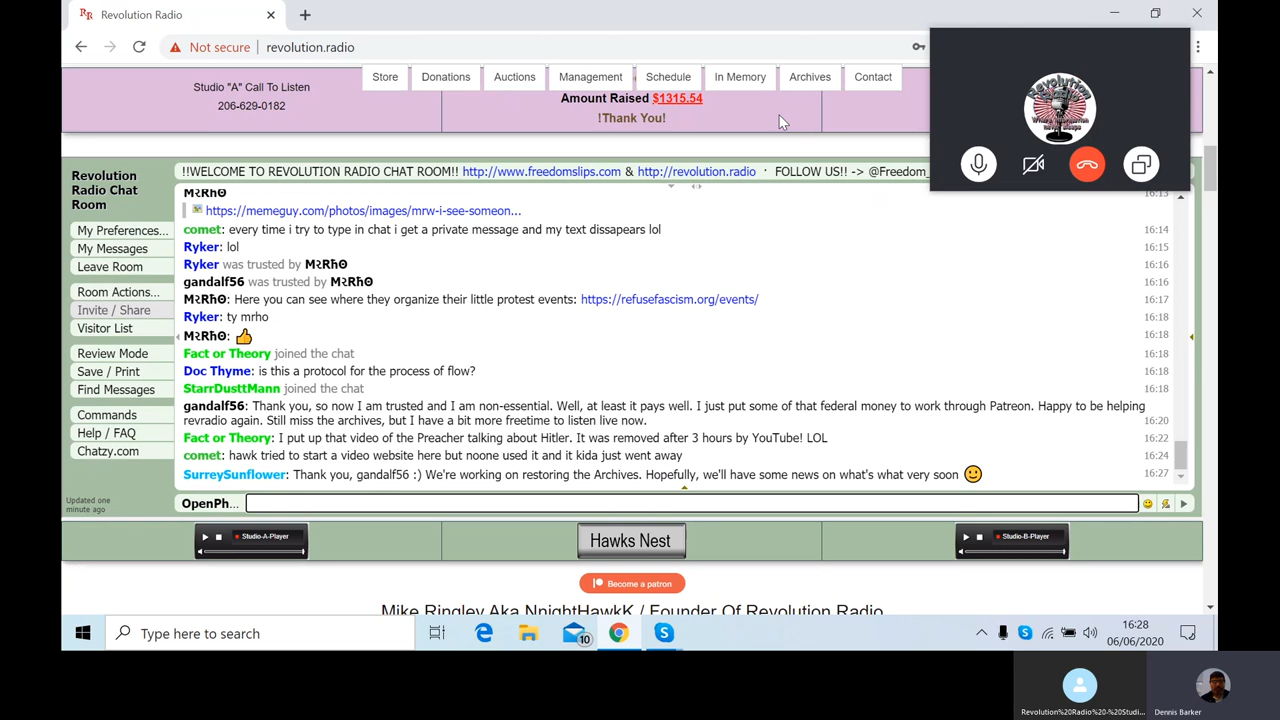 Revolution Radio
Not secure | revolution.radio
Store
Donations
Auctions
Management
Schedule
In Memory
Archives
Contact
Studio "A" Call To Listen
206-629-0182
Amount Raised $1315.54
!Thank You!
Revolution
Radio Chat
Room
!!WELCOME TO REVOLUTION RADIO CHAT ROOM!! http://www.freedomslips.com & http://revolution.radio · FOLLOW US!! -> @Freedom_
MՀRћΘ 16:13
https://memeguy.com/photos/images/mrw-i-see-someon...
comet: every time i try to type in chat i get a private message and my text dissapears lol 16:14
Ryker: lol 16:15
Ryker was trusted by MՀRћΘ 16:16
gandalf56 was trusted by MՀRћΘ 16:16
MՀRћΘ: Here you can see where they organize their little protest events: https://refusefascism.org/events/ 16:17
Ryker: ty mrho 16:18
MՀRћΘ: 👍 16:18
Fact or Theory joined the chat 16:18
Doc Thyme: is this a protocol for the process of flow? 16:18
StarrDusttMann joined the chat 16:18
gandalf56: Thank you, so now I am trusted and I am non-essential. Well, at least it pays well. I just put some of that federal money to work through Patreon. Happy to be helping 16:20
revradio again. Still miss the archives, but I have a bit more freetime to listen live now.
Fact or Theory: I put up that video of the Preacher talking about Hitler. It was removed after 3 hours by YouTube! LOL 16:22
comet: hawk tried to start a video website here but noone used it and it kida just went away 16:24
SurreySunflower: Thank you, gandalf56 :) We're working on restoring the Archives. Hopefully, we'll have some news on what's what very soon 🙂 16:27
My Preferences...
My Messages
Leave Room
Room Actions...
Invite / Share
Visitor List
Review Mode
Save / Print
Find Messages
Commands
Help / FAQ
Chatzy.com
Updated one
minute ago
OpenPh...
Studio-A-Player
Hawks Nest
Studio-B-Player
Become a patron
Mike Ringley Aka NnightHawkK / Founder Of Revolution Radio
Type here to search
10
16:28
06/06/2020
Revolution%20Radio%20-%20Studi...
Dennis Barker